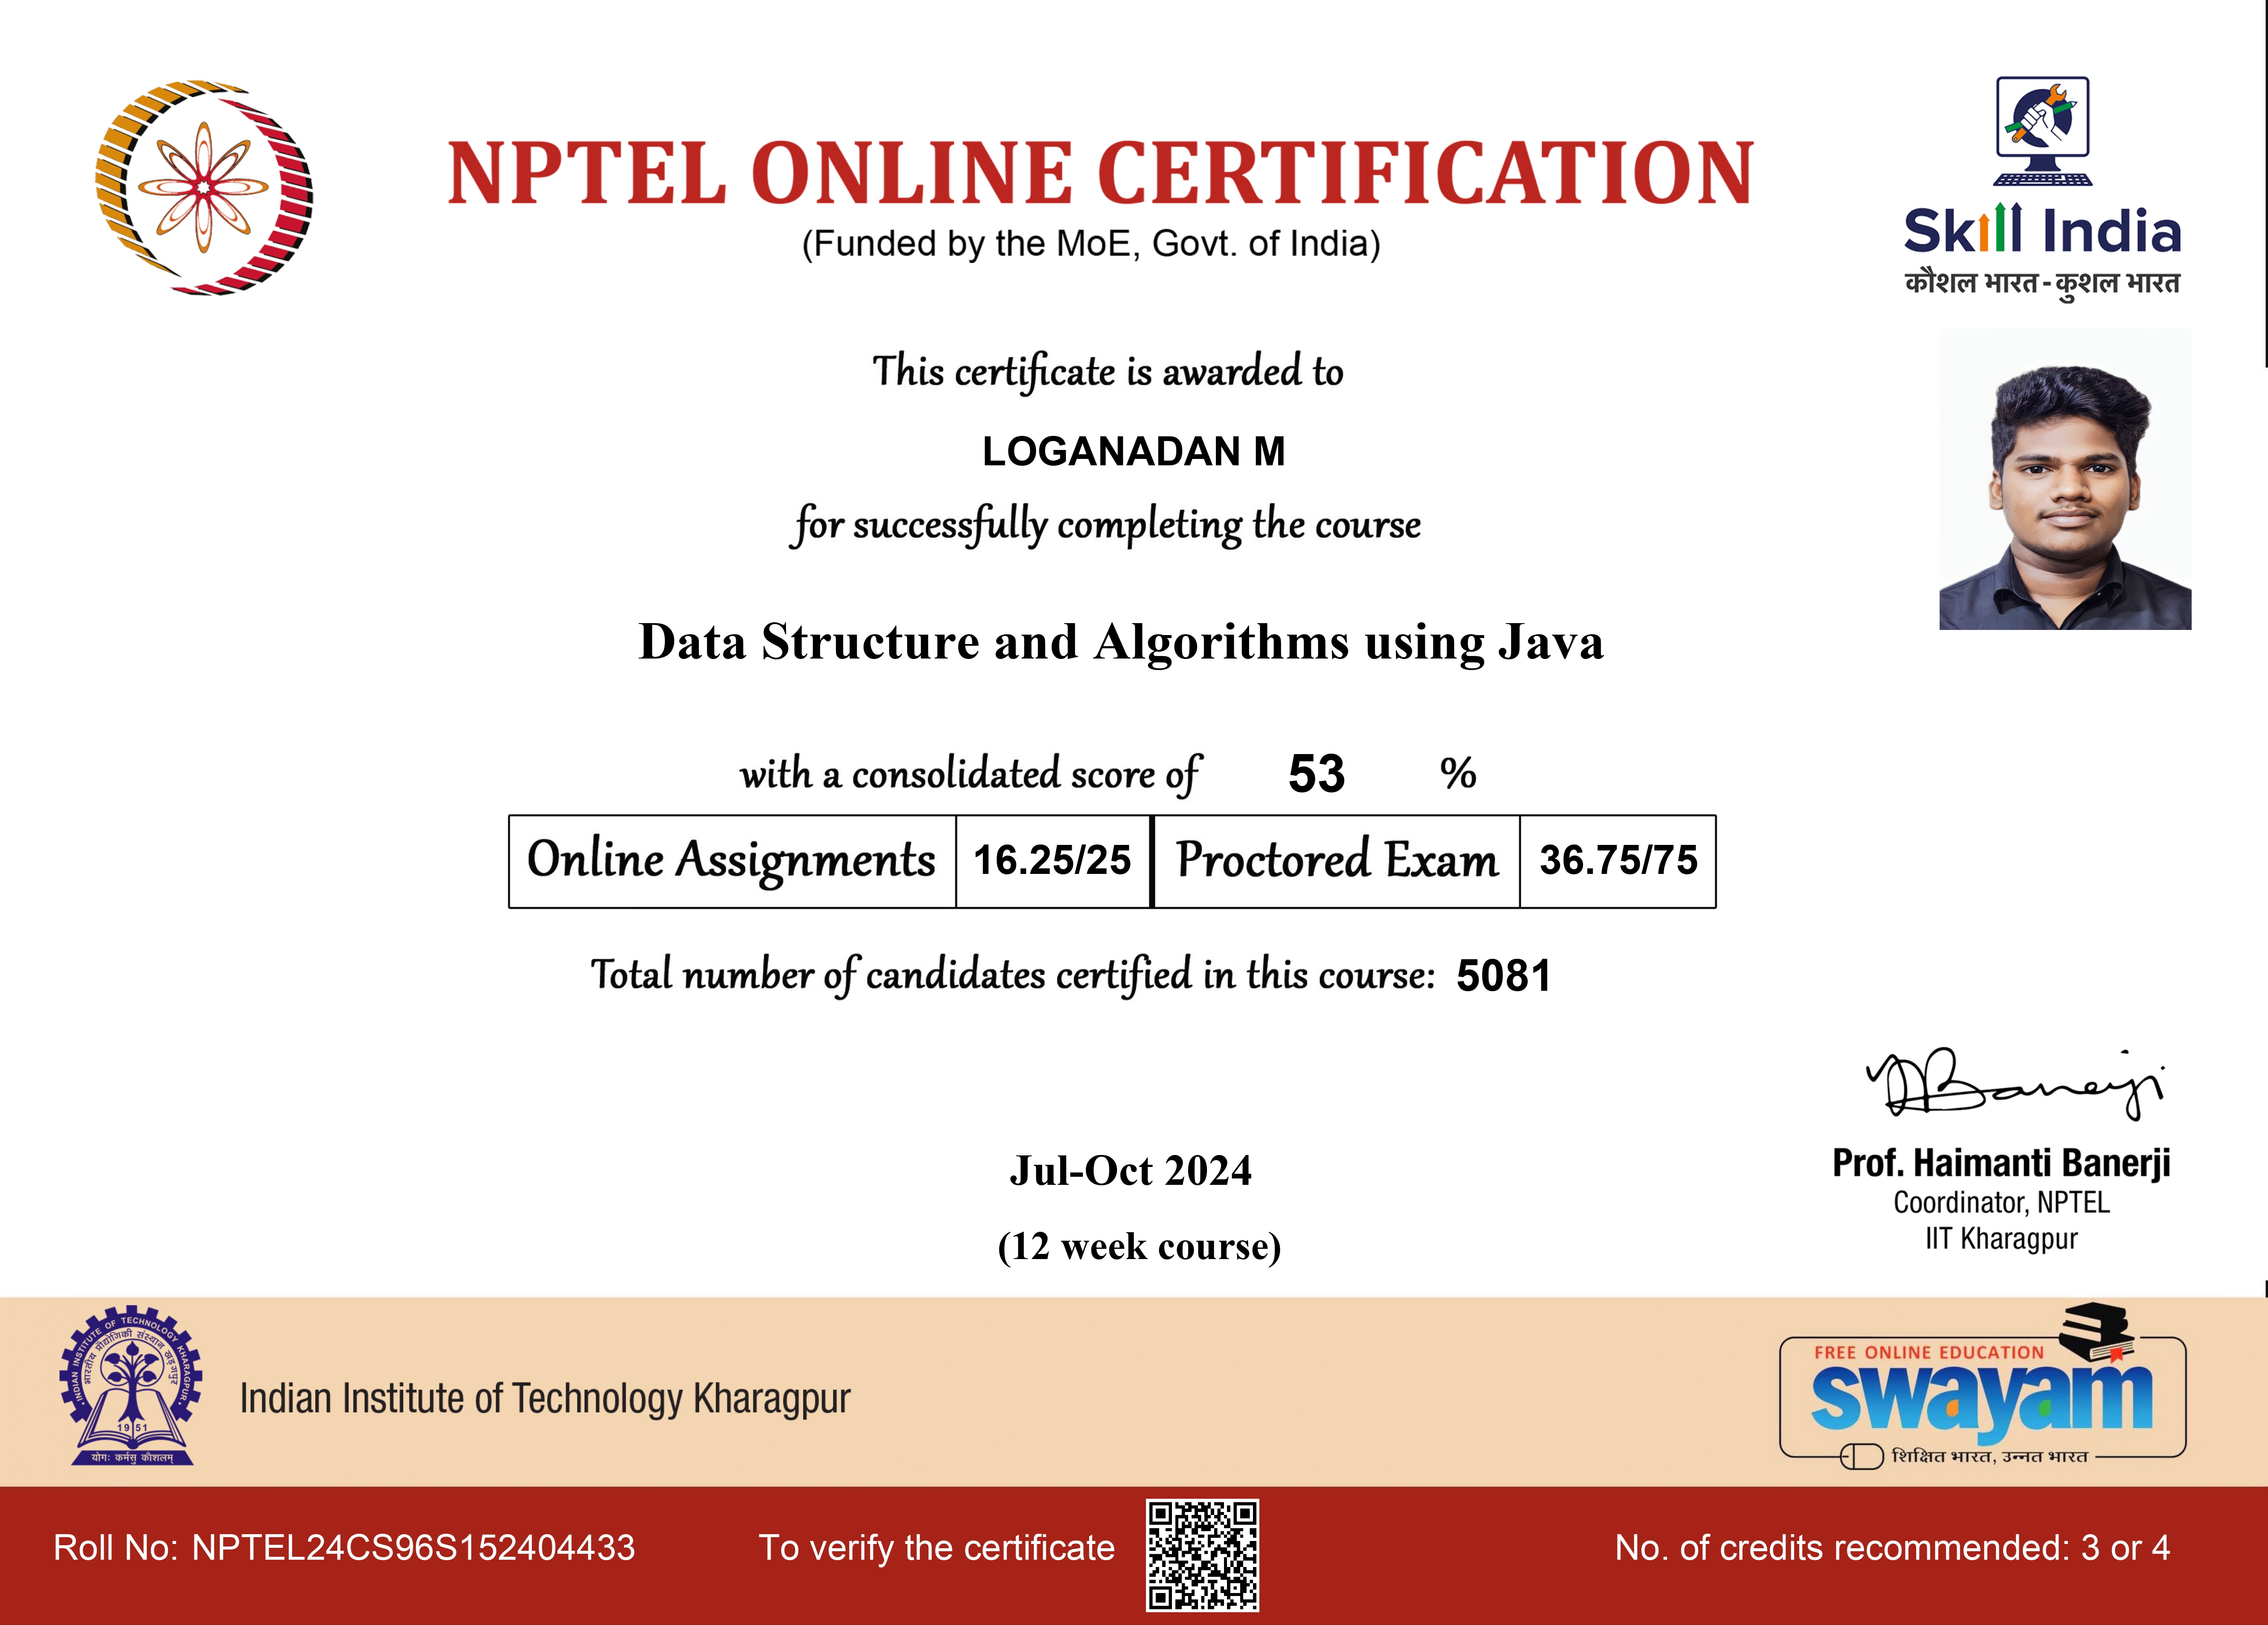 NPTEL ONLINE CERTIFICATION
(Funded by the MoE, Govt. of India)
Skill India
कौशल भारत - कुशल भारत
This certificate is awarded to
LOGANADAN M
for successfully completing the course
Data Structure and Algorithms using Java
with a consolidated score of 53 %
Online Assignments 16.25/25 Proctored Exam 36.75/75
Total number of candidates certified in this course: 5081
Banerji
Prof. Haimanti Banerji
Coordinator, NPTEL
IIT Kharagpur
Jul-Oct 2024
(12 week course)
INDIAN INSTITUTE OF TECHNOLOGY KHARAGPUR
भारतीय प्रौद्योगिकी संस्थान खड़गपुर
1951
योगः कर्मसु कौशलम्
Indian Institute of Technology Kharagpur
FREE ONLINE EDUCATION
swayam
शिक्षित भारत, उन्नत भारत
Roll No: NPTEL24CS96S152404433
To verify the certificate
No. of credits recommended: 3 or 4